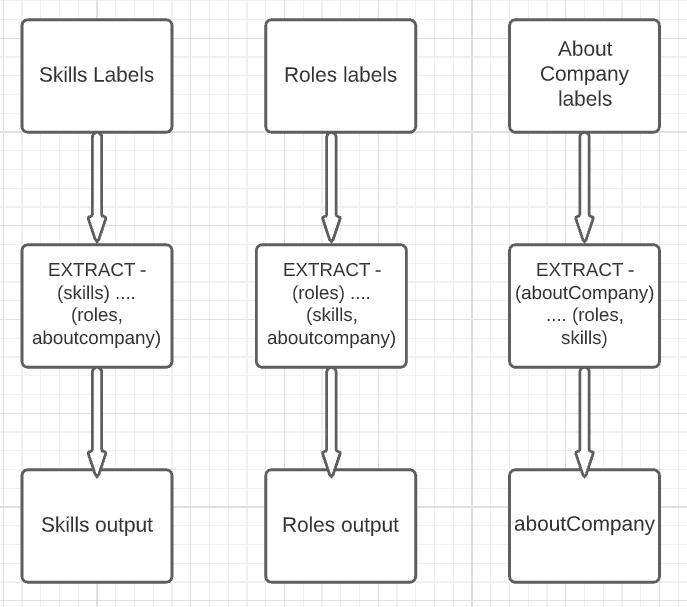 Skills Labels
Roles labels
About
Company
labels
EXTRACT -
(skills) ....
(roles,
aboutcompany)
EXTRACT -
(roles) ....
(skills,
aboutcompany)
EXTRACT -
(aboutCompany)
.... (roles,
skills)
Skills output
Roles output
aboutCompany